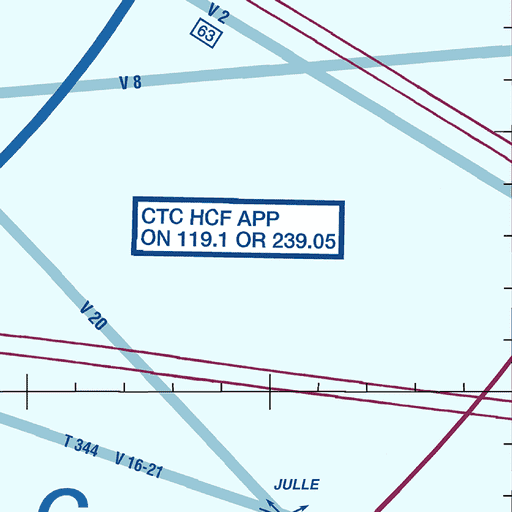 V 2
63
V 8
CTC HCF APP
ON 119.1 OR 239.05
V 20
T 344 V 16-21
JULLE
C